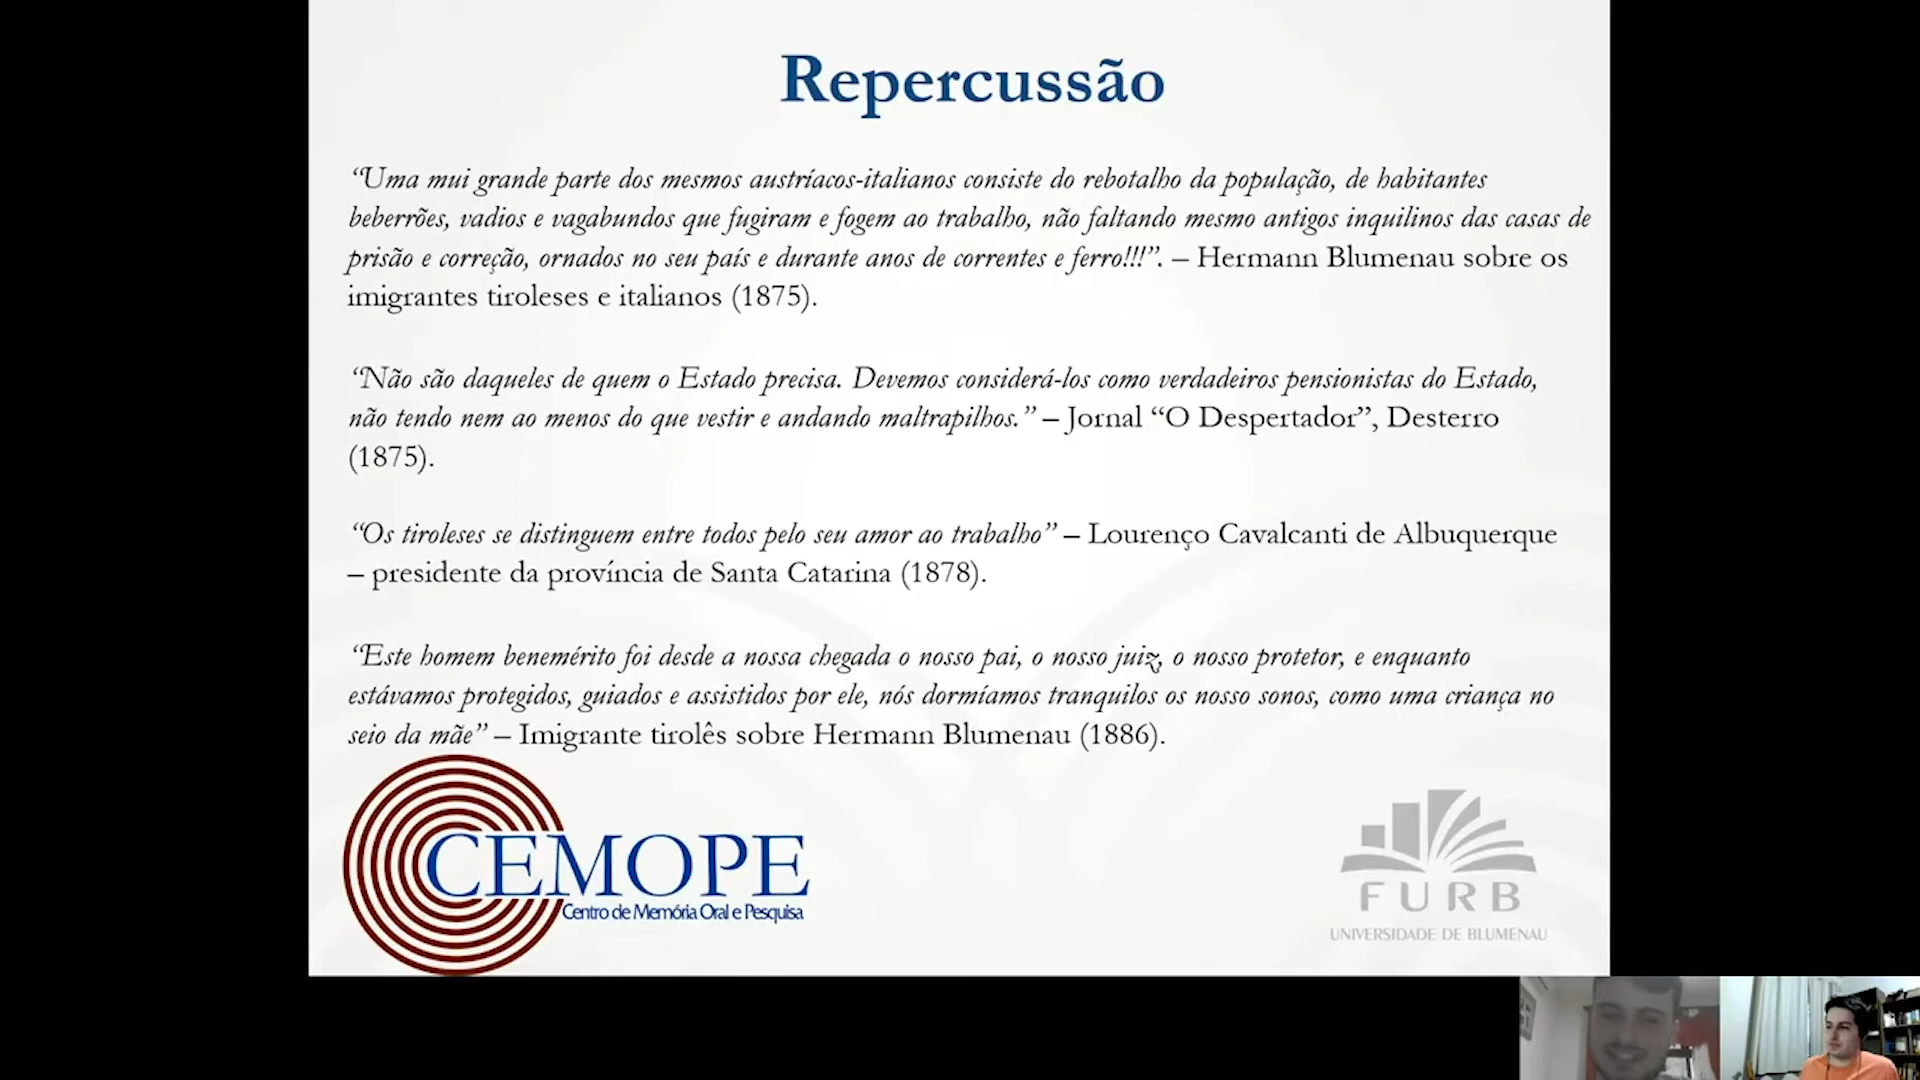 Repercussão
“Uma mui grande parte dos mesmos austríacos-italianos consiste do rebotalho da população, de habitantes
beberrões, vadios e vagabundos que fugiram e fogem ao trabalho, não faltando mesmo antigos inquilinos das casas de
prisão e correção, ornados no seu país e durante anos de correntes e ferro!!!”. – Hermann Blumenau sobre os
imigrantes tiroleses e italianos (1875).
“Não são daqueles de quem o Estado precisa. Devemos considerá-los como verdadeiros pensionistas do Estado,
não tendo nem ao menos do que vestir e andando maltrapilhos.” – Jornal “O Despertador”, Desterro
(1875).
“Os tiroleses se distinguem entre todos pelo seu amor ao trabalho” – Lourenço Cavalcanti de Albuquerque
– presidente da província de Santa Catarina (1878).
“Este homem benemérito foi desde a nossa chegada o nosso pai, o nosso juiz, o nosso protetor, e enquanto
estávamos protegidos, guiados e assistidos por ele, nós dormíamos tranquilos os nosso sonos, como uma criança no
seio da mãe” – Imigrante tirolês sobre Hermann Blumenau (1886).
CEMOPE
Centro de Memória Oral e Pesquisa
FURB
UNIVERSIDADE DE BLUMENAU